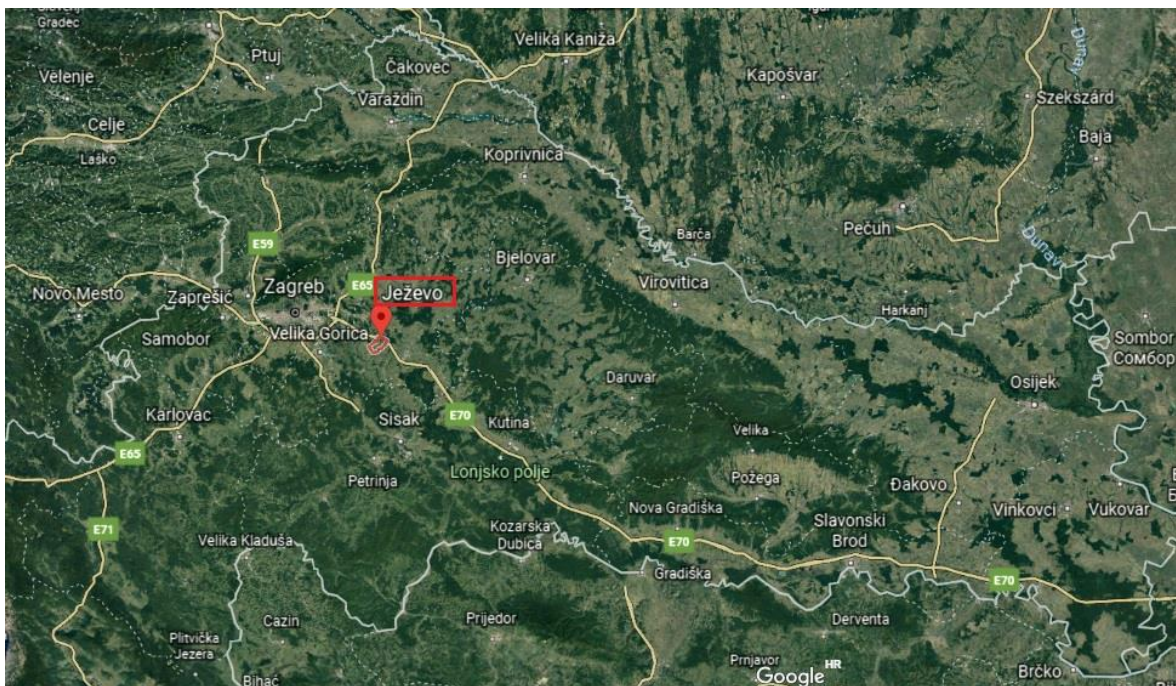 Gradec
Ptuj
Velika Kaniža
Dunav
Velenje
Čakovec
Kapošvar
Varaždin
Szekszárd
Celje
Baja
Laško
Koprivnica
Pečuh
Barča
Dunav
E59
Bjelovar
Novo Mesto
Zaprešić
Zagreb
E65
Ježevo
Virovitica
Harkanj
Samobor
Velika Gorica
Sombor
Сомбор
Daruvar
Osijek
Karlovac
Sisak
E70
Kutina
Velika
E65
Lonjsko polje
Petrinja
Požega
Đakovo
Nova Gradiška
Vinkovci
Vukovar
E71
Velika Kladuša
Kozarska
Dubica
Slavonski
Brod
E70
Gradiška
E70
Cazin
Prijedor
Derventa
Plitvička
Jezera
Prnjavor
HR
Google
Brčko
Bihać